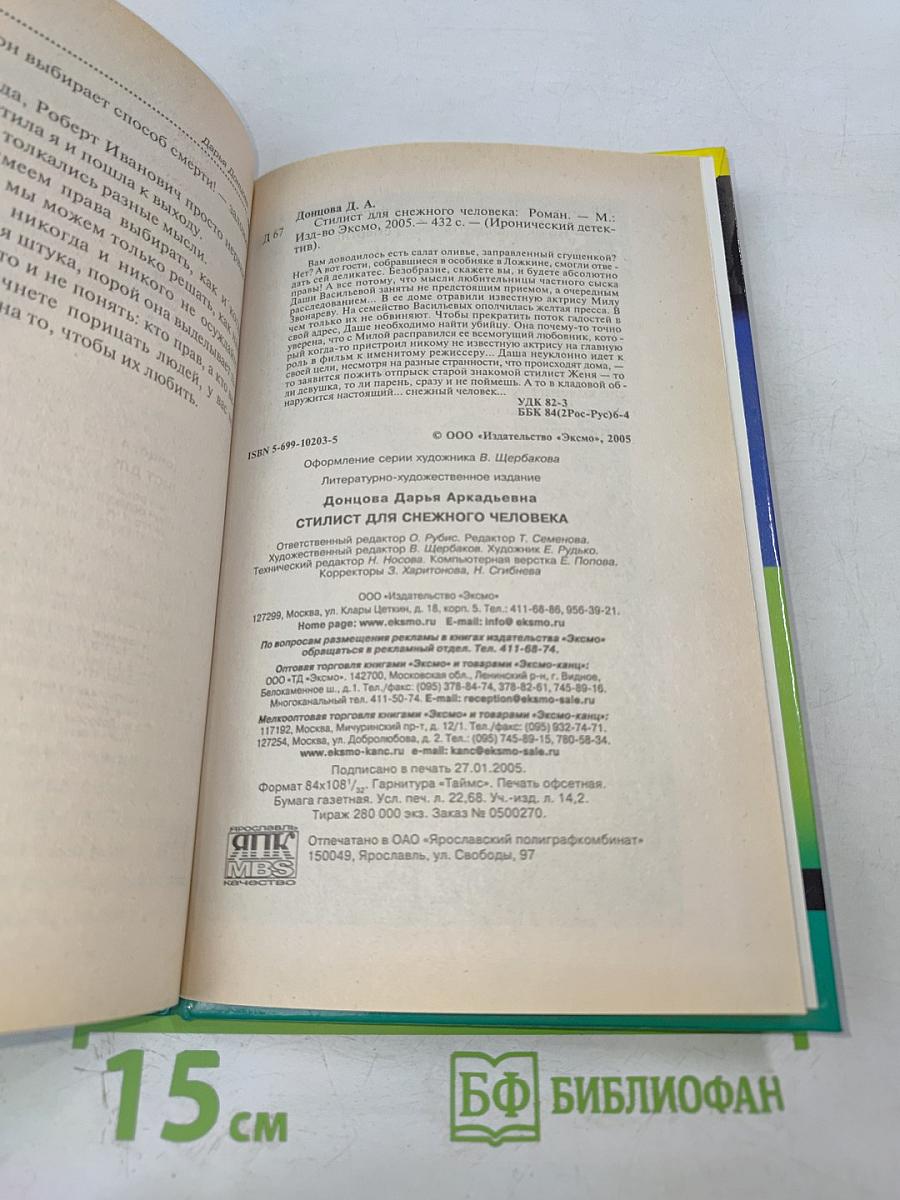 он выбирает способ смерти! —
да, Роберт Иванович просто
тила я и пошла к выходу.
толкались разные мысли.
меем права выбирать, как и
мы можем только решать, как
никогда и никого не
я штука, порой она выделывает
то и не понять: кто прав, а кто
чнете порицать людей, у вас
на то, чтобы их любить.
Дарья
Донцова Д. А.
Д 67
Стилист для снежного человека: Роман. — М.:
Изд-во Эксмо, 2005.— 432 с. — (Иронический детек-
тив).
Вам доводилось есть салат оливье, заправленный сгущенкой?
Нет? А вот гости, собравшиеся в особняке в Ложкине, смогли отве-
дать сей деликатес. Безобразие, скажете вы, и будете абсолютно
правы! А все потому, что мысли любительницы частного сыска
Даши Васильевой заняты не предстоящим приемом, а очередным
расследованием... В ее доме отравили известную актрису Милу
Звонареву. На семейство Васильевых ополчилась желтая пресса. В
чем только их не обвиняют. Чтобы прекратить поток гадостей в
свой адрес, Даше необходимо найти убийцу. Она почему-то точно
уверена, что с Милой расправился ее всемогущий любовник, кото-
рый когда-то пристроил никому не известную актрису на главную
роль в фильм к именитому режиссеру... Даша неуклонно идет к
своей цели, несмотря на разные странности, что происходят дома, —
то заявится пожить отпрыск старой знакомой стилист Женя — то
ли девушка, то ли парень, сразу и не поймешь. А то в кладовой об-
наружится настоящий... снежный человек...
УДК 82-3
ББК 84(2Рос-Рус)6-4
ISBN 5-699-10203-5
© ООО «Издательство «Эксмо», 2005
Оформление серии художника В. Щербакова
Литературно-художественное издание
Донцова Дарья Аркадьевна
СТИЛИСТ ДЛЯ СНЕЖНОГО ЧЕЛОВЕКА
Ответственный редактор О. Рубис. Редактор Т. Семенова.
Художественный редактор В. Щербаков. Художник Е. Рудько.
Технический редактор Н. Носова. Компьютерная верстка Е. Попова.
Корректоры З. Харитонова, Н. Сгибнева
ООО «Издательство «Эксмо»
127299, Москва, ул. Клары Цеткин, д. 18, корп. 5. Тел.: 411-68-86, 956-39-21.
Home page: www.eksmo.ru E-mail: info@ eksmo.ru
По вопросам размещения рекламы в книгах издательства «Эксмо»
обращаться в рекламный отдел. Тел. 411-68-74.
Оптовая торговля книгами «Эксмо» и товарами «Эксмо-канц»:
ООО «ТД «Эксмо». 142700, Московская обл., Ленинский р-н, г. Видное,
Белокаменное ш., д.1. Тел./факс: (095) 378-84-74, 378-82-61, 745-89-16.
Многоканальный тел. 411-50-74. E-mail: reception@eksmo-sale.ru
Мелкооптовая торговля книгами «Эксмо» и товарами «Эксмо-канц»:
117192, Москва, Мичуринский пр-т, д. 12/1. Тел./факс: (095) 932-74-71.
127254, Москва, ул. Добролюбова, д. 2. Тел.: (095) 745-89-15, 780-58-34.
www.eksmo-kanc.ru e-mail: kanc@eksmo-sale.ru
Подписано в печать 27.01.2005.
Формат 84x108 1/32. Гарнитура «Таймс». Печать офсетная.
Бумага газетная. Усл. печ. л. 22,68. Уч.-изд. л. 14,2.
Тираж 280 000 экз. Заказ № 0500270.
ЯРОСЛАВЛЬ
ЯПК
MBS
КАЧЕСТВО
Отпечатано в ОАО «Ярославский полиграфкомбинат»
150049, Ярославль, ул. Свободы, 97
15 см
БФ БИБЛИОФАН